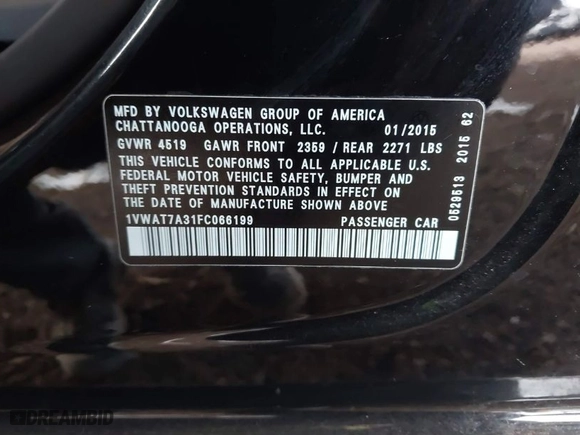 MFD BY VOLKSWAGEN GROUP OF AMERICA
CHATTANOOGA OPERATIONS, LLC. 01/2015
GVWR 4519 GAWR FRONT 2359 / REAR 2271 LBS
THIS VEHICLE CONFORMS TO ALL APPLICABLE U.S.
FEDERAL MOTOR VEHICLE SAFETY, BUMPER AND
THEFT PREVENTION STANDARDS IN EFFECT ON
THE DATE OF MANUFACTURE SHOWN ABOVE
1VWAT7A31FC066199 PASSENGER CAR
0529513 2015 62
DREAMBID